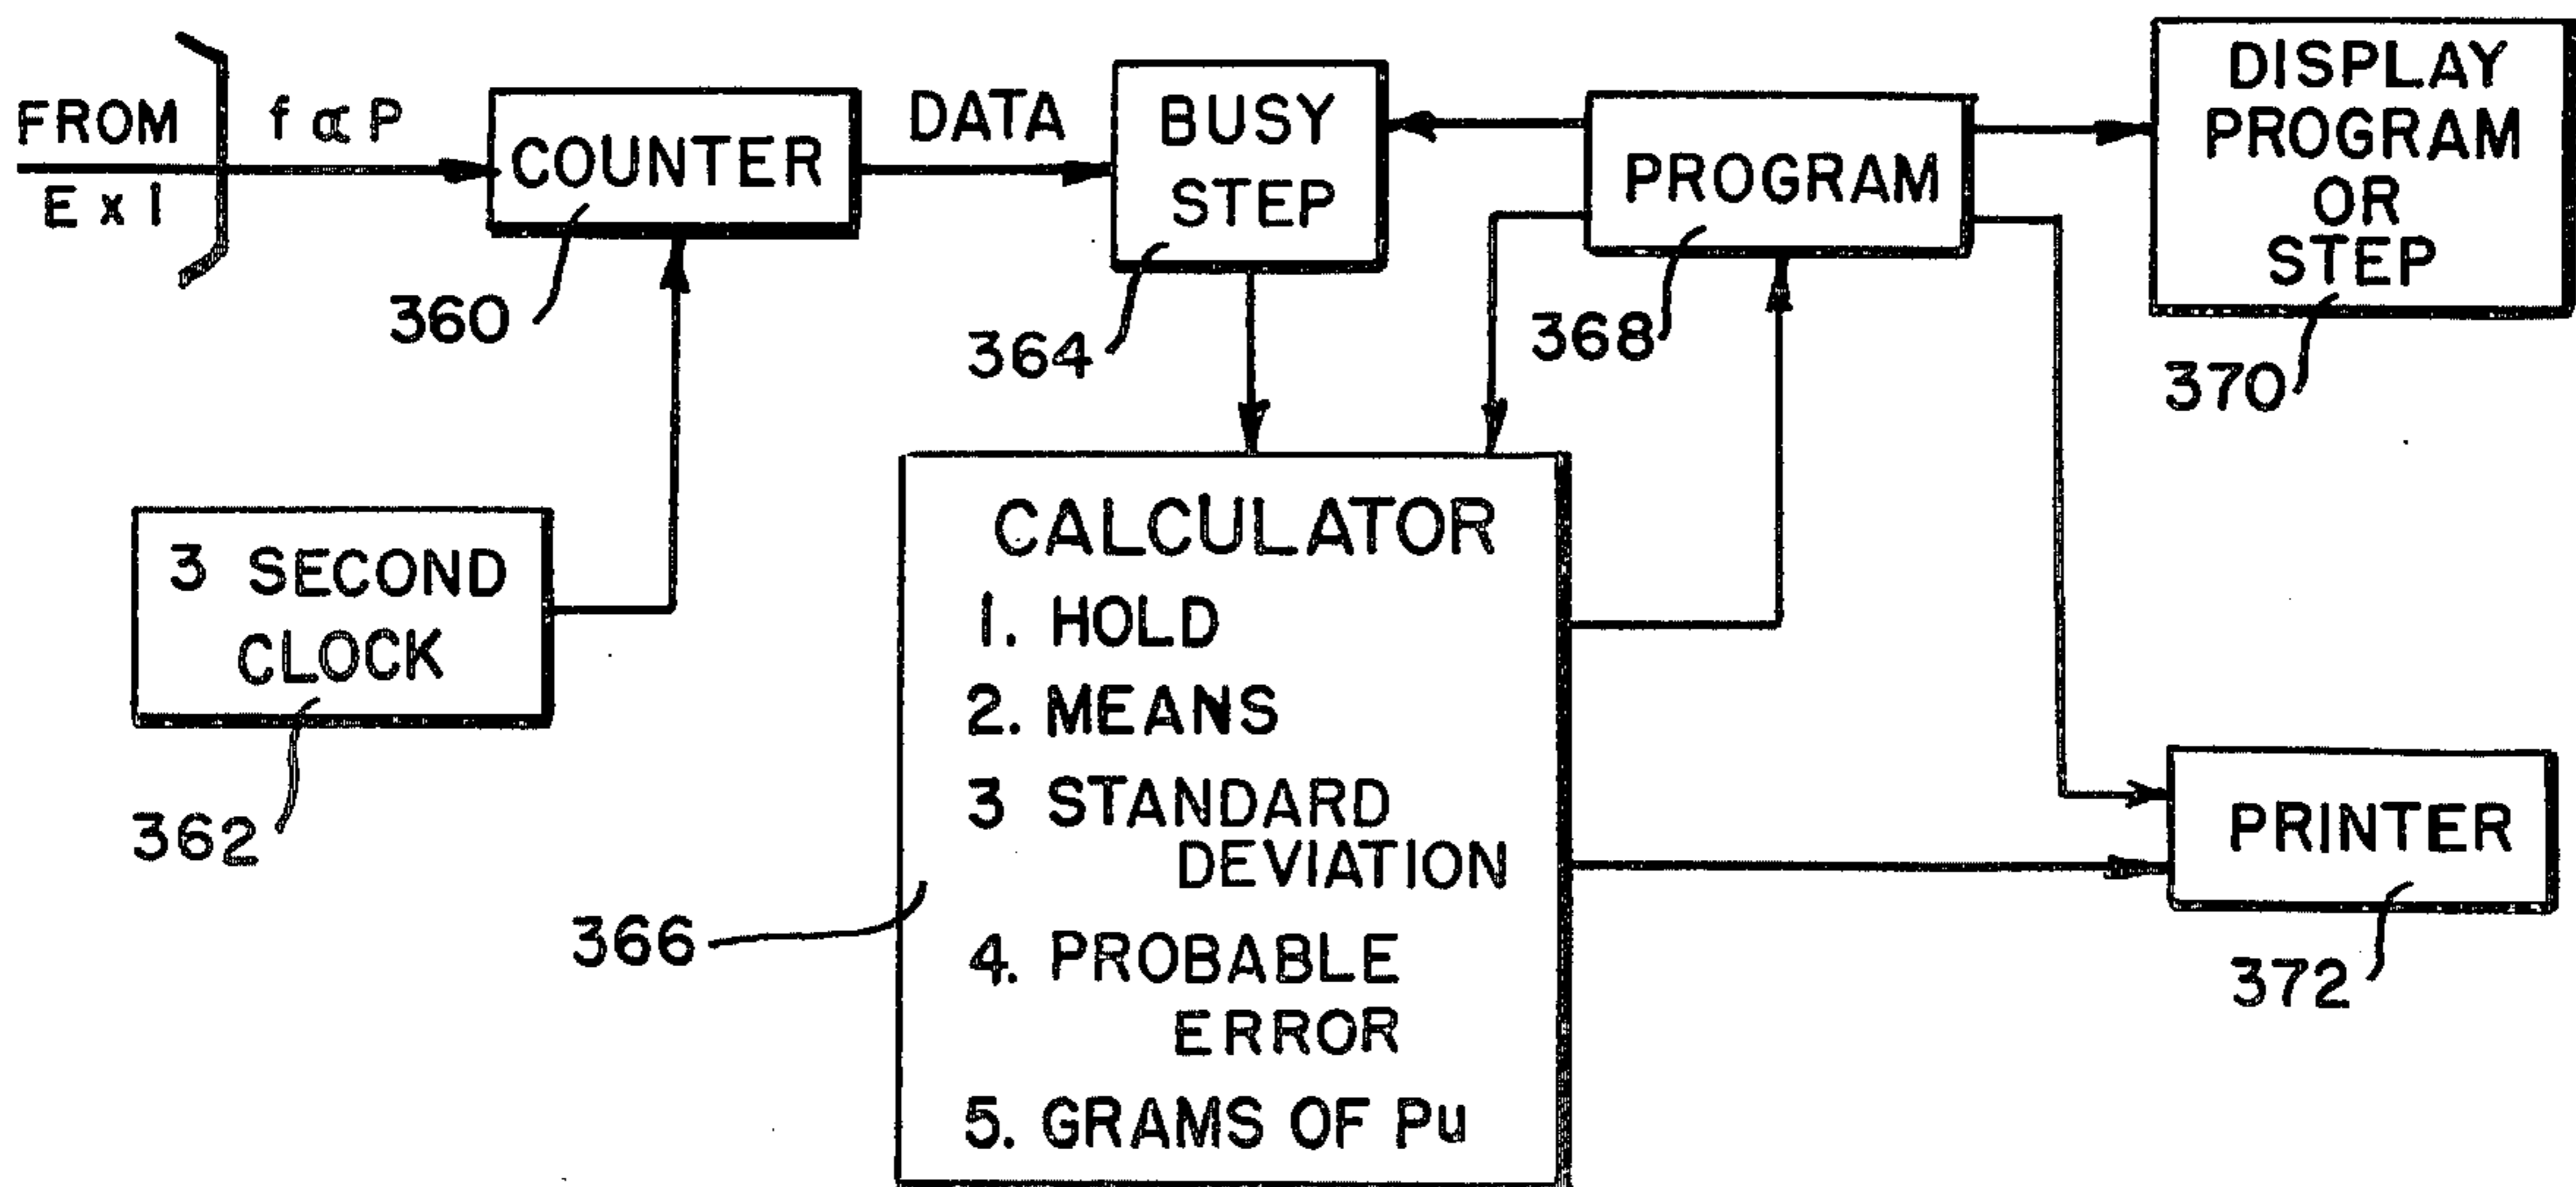 FROM
E x I
f α P
COUNTER
360
DATA
BUSY
STEP
364
PROGRAM
368
DISPLAY
PROGRAM
OR
STEP
370
3 SECOND
CLOCK
362
CALCULATOR
1. HOLD
2. MEANS
3 STANDARD
DEVIATION
4. PROBABLE
ERROR
5. GRAMS OF Pu
366
PRINTER
372